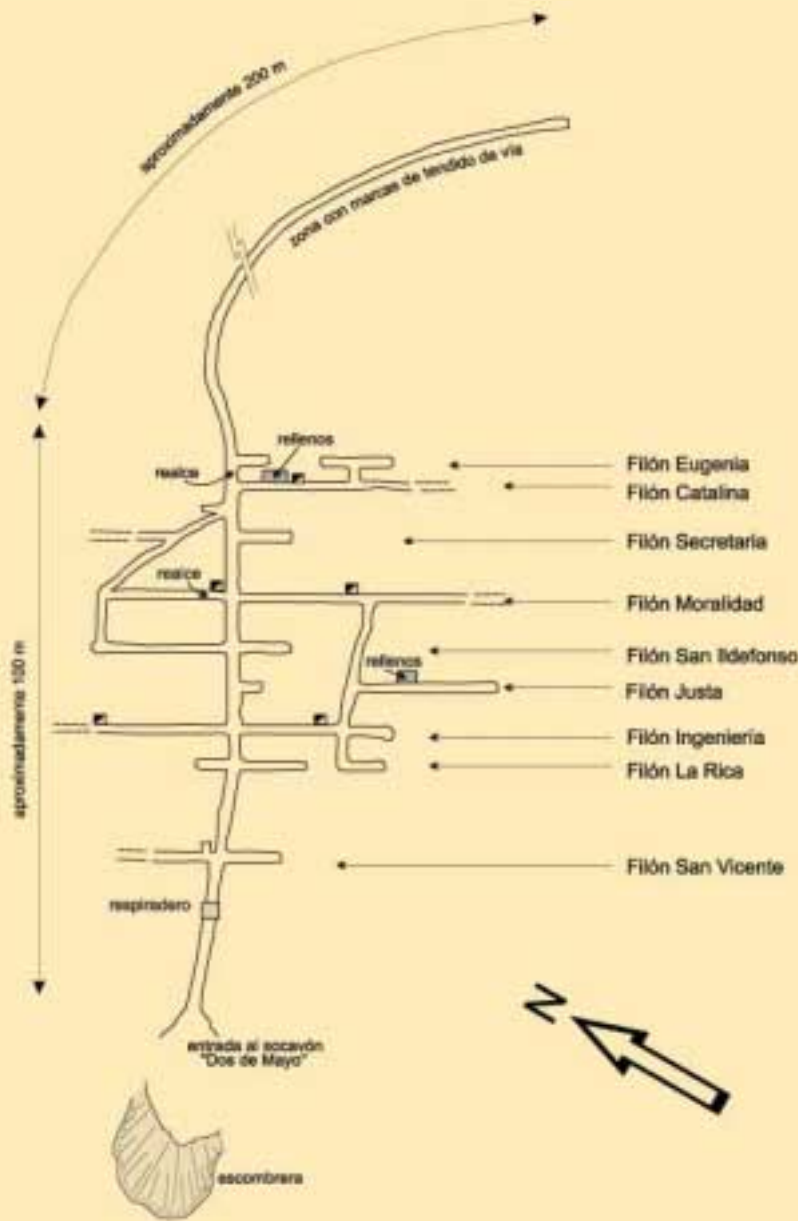 aproximadamente 200 m
zona con marcas de tendido de vía
rellenos
realce
Filón Eugenia
Filón Catalina
Filón Secretaria
realce
Filón Moralidad
Filón San Ildefonso
rellenos
Filón Justa
Filón Ingeniería
Filón La Rica
aproximadamente 100 m
Filón San Vicente
respiradero
N
entrada al socavón
"Dos de Mayo"
escombrera